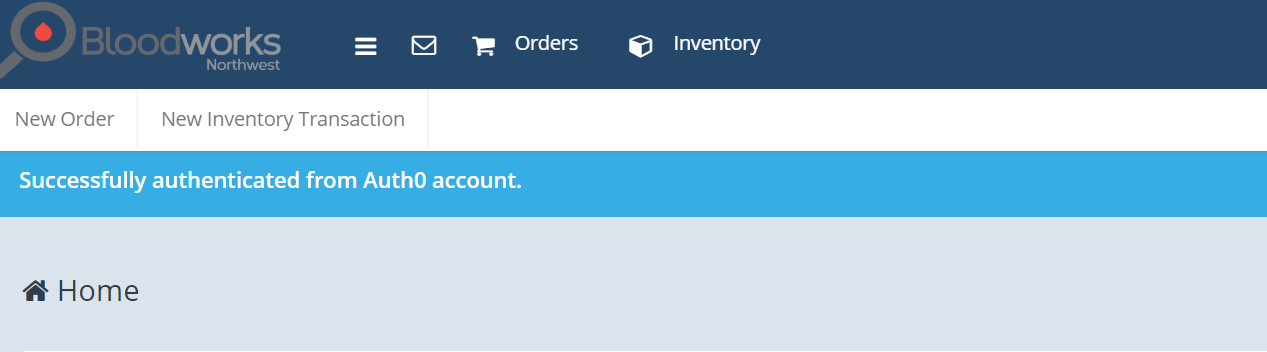 Bloodworks
Northwest
Orders
Inventory
New Order
New Inventory Transaction
Successfully authenticated from Auth0 account.
Home